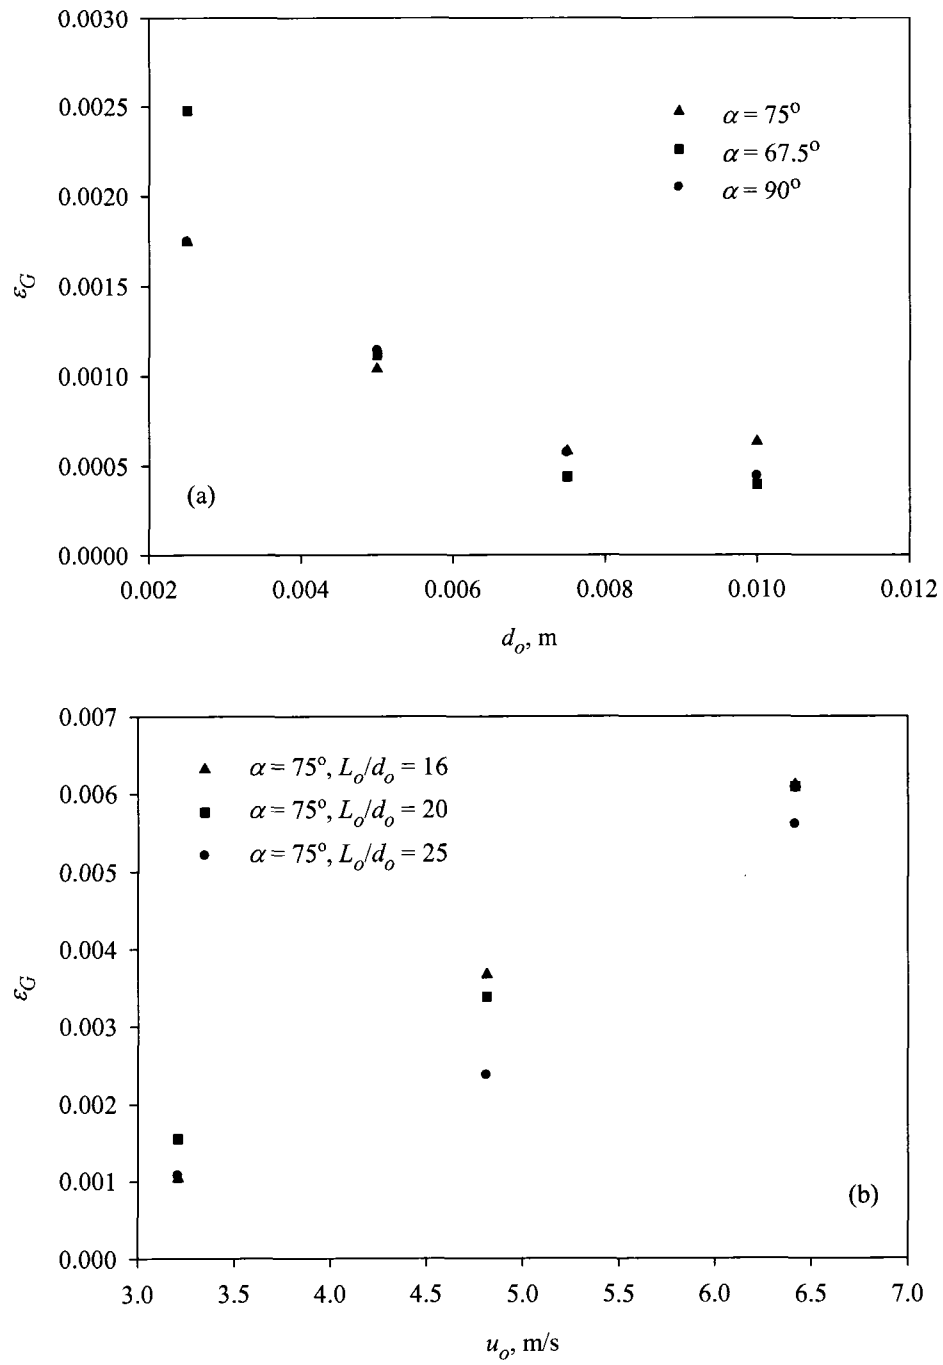 0.0030
0.0025
0.0020
0.0015
0.0010
0.0005
0.0000
ε_G
α = 75°
α = 67.5°
α = 90°
(a)
0.002 0.004 0.006 0.008 0.010 0.012
d_o, m
0.007
0.006
0.005
0.004
0.003
0.002
0.001
0.000
ε_G
α = 75°, L_o/d_o = 16
α = 75°, L_o/d_o = 20
α = 75°, L_o/d_o = 25
(b)
3.0 3.5 4.0 4.5 5.0 5.5 6.0 6.5 7.0
u_o, m/s